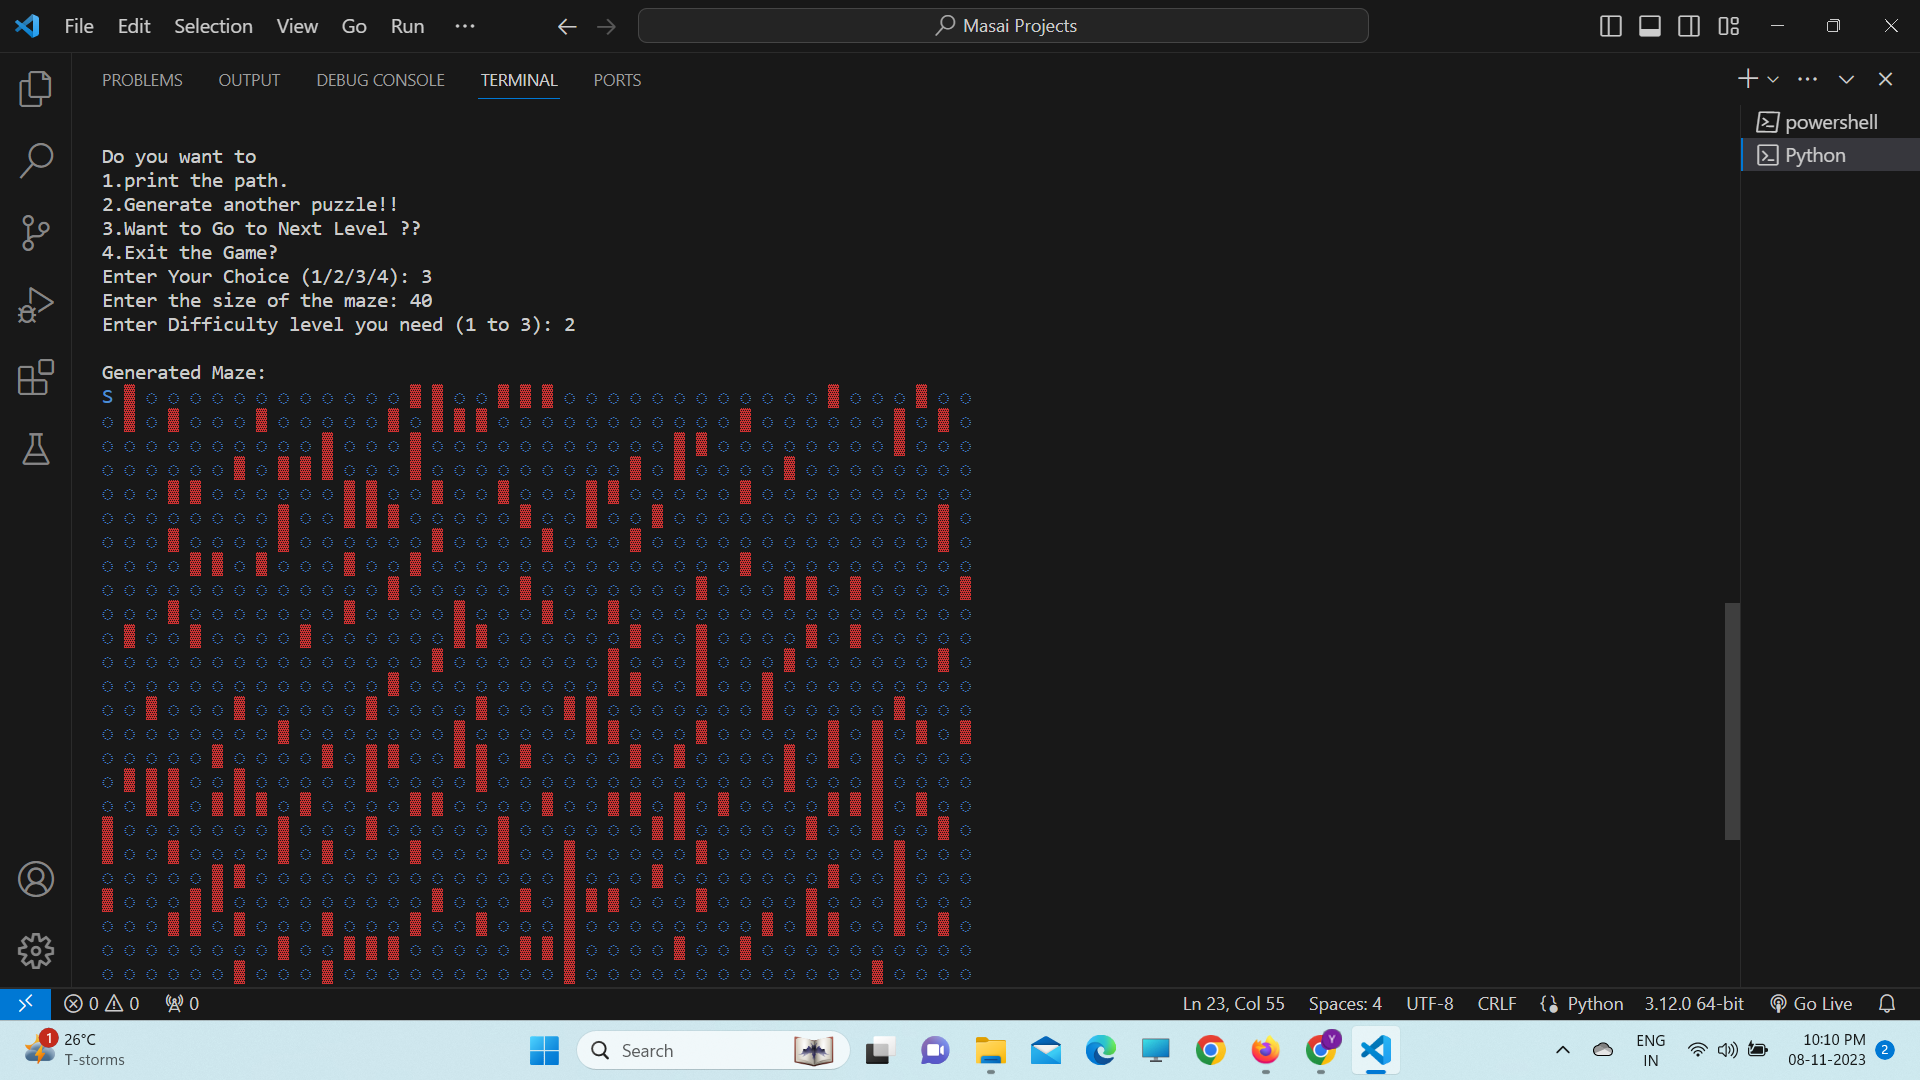 File Edit Selection View Go Run ···
Masai Projects
PROBLEMS OUTPUT DEBUG CONSOLE TERMINAL PORTS
powershell
Python
Do you want to
1.print the path.
2.Generate another puzzle!!
3.Want to Go to Next Level ??
4.Exit the Game?
Enter Your Choice (1/2/3/4): 3
Enter the size of the maze: 40
Enter Difficulty level you need (1 to 3): 2
Generated Maze:
S
0 0 0 Ln 23, Col 55 Spaces: 4 UTF-8 CRLF Python 3.12.0 64-bit Go Live
1 26°C
T-storms
Search
Y
ENG
IN
10:10 PM
08-11-2023
2